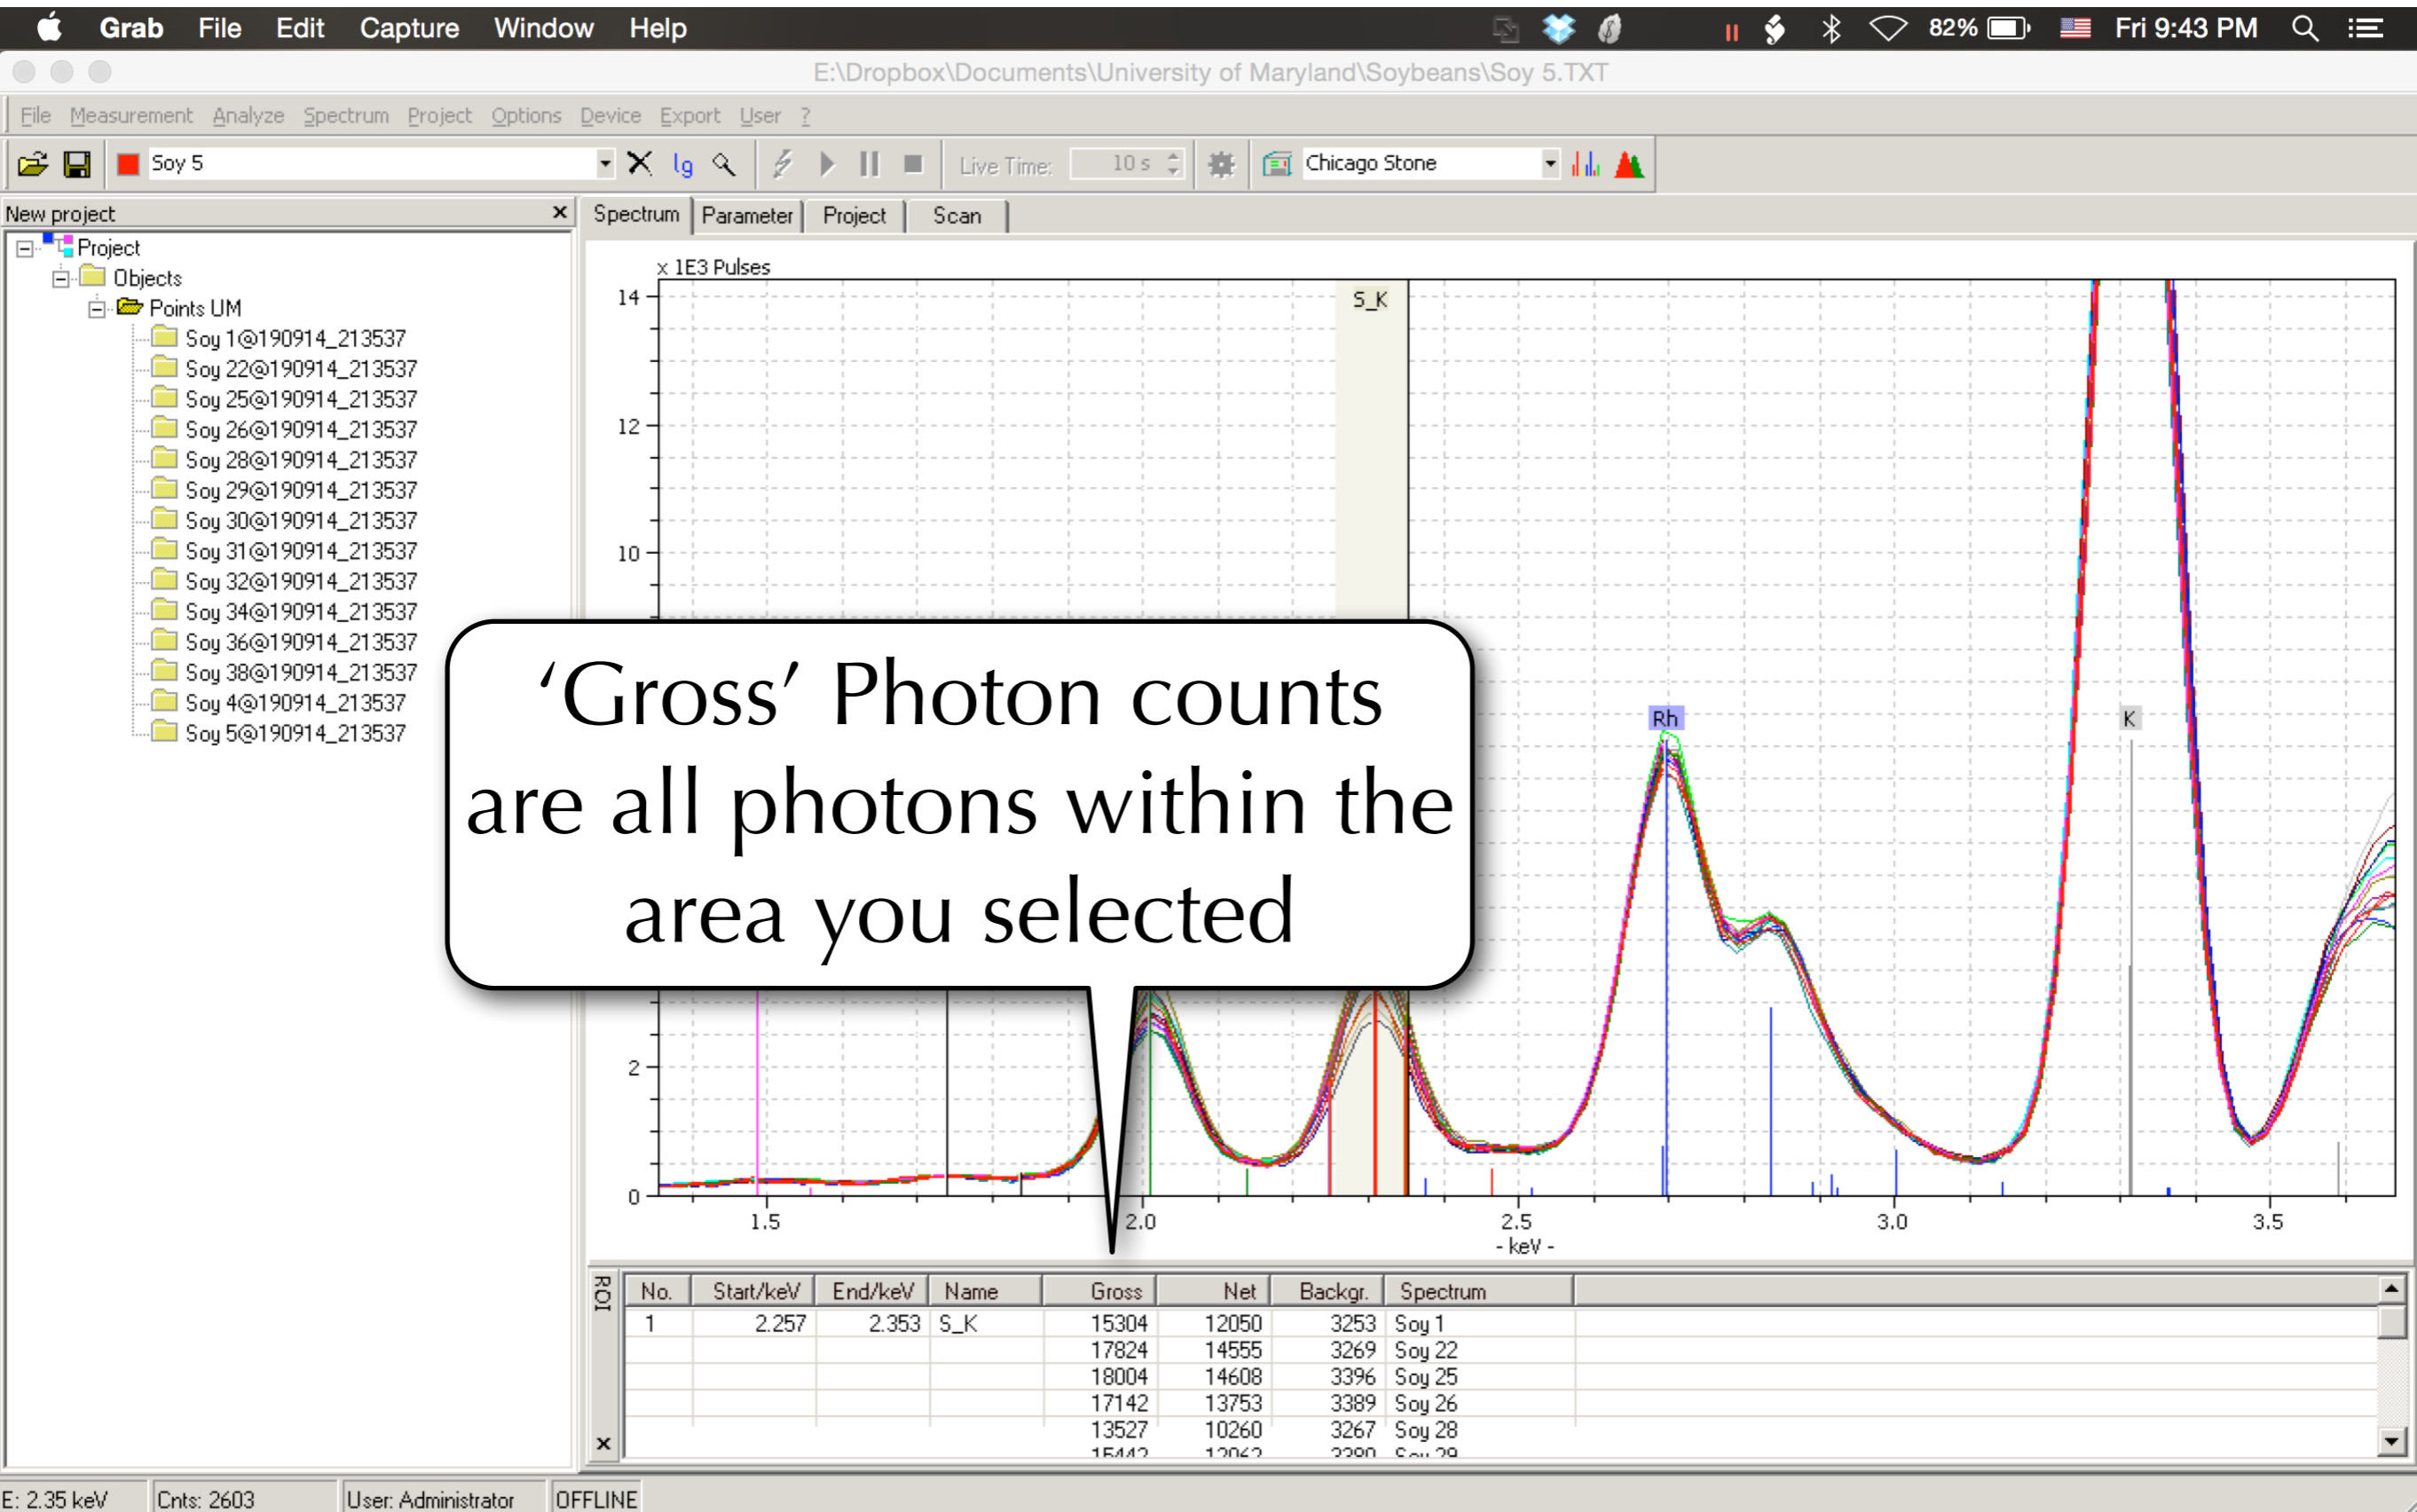 Grab File Edit Capture Window Help 82% Fri 9:43 PM
E:\Dropbox\Documents\University of Maryland\Soybeans\Soy 5.TXT
File Measurement Analyze Spectrum Project Options Device Export User ?
Soy 5 lg Live Time: 10 s Chicago Stone
New project
Project
Objects
Points UM
Soy 1@190914_213537
Soy 22@190914_213537
Soy 25@190914_213537
Soy 26@190914_213537
Soy 28@190914_213537
Soy 29@190914_213537
Soy 30@190914_213537
Soy 31@190914_213537
Soy 32@190914_213537
Soy 34@190914_213537
Soy 36@190914_213537
Soy 38@190914_213537
Soy 4@190914_213537
Soy 5@190914_213537
Spectrum Parameter Project Scan
x 1E3 Pulses
14
S_K
12
10
‘Gross’ Photon counts
are all photons within the
area you selected
Rh K
2
0
1.5 2.0 2.5 3.0 3.5
- keV -
ROI
No. Start/keV End/keV Name Gross Net Backgr. Spectrum
1 2.257 2.353 S_K 15304 12050 3253 Soy 1
17824 14555 3269 Soy 22
18004 14608 3396 Soy 25
17142 13753 3389 Soy 26
13527 10260 3267 Soy 28
15442 12062 3380 Soy 29
E: 2.35 keV Cnts: 2603 User: Administrator OFFLINE